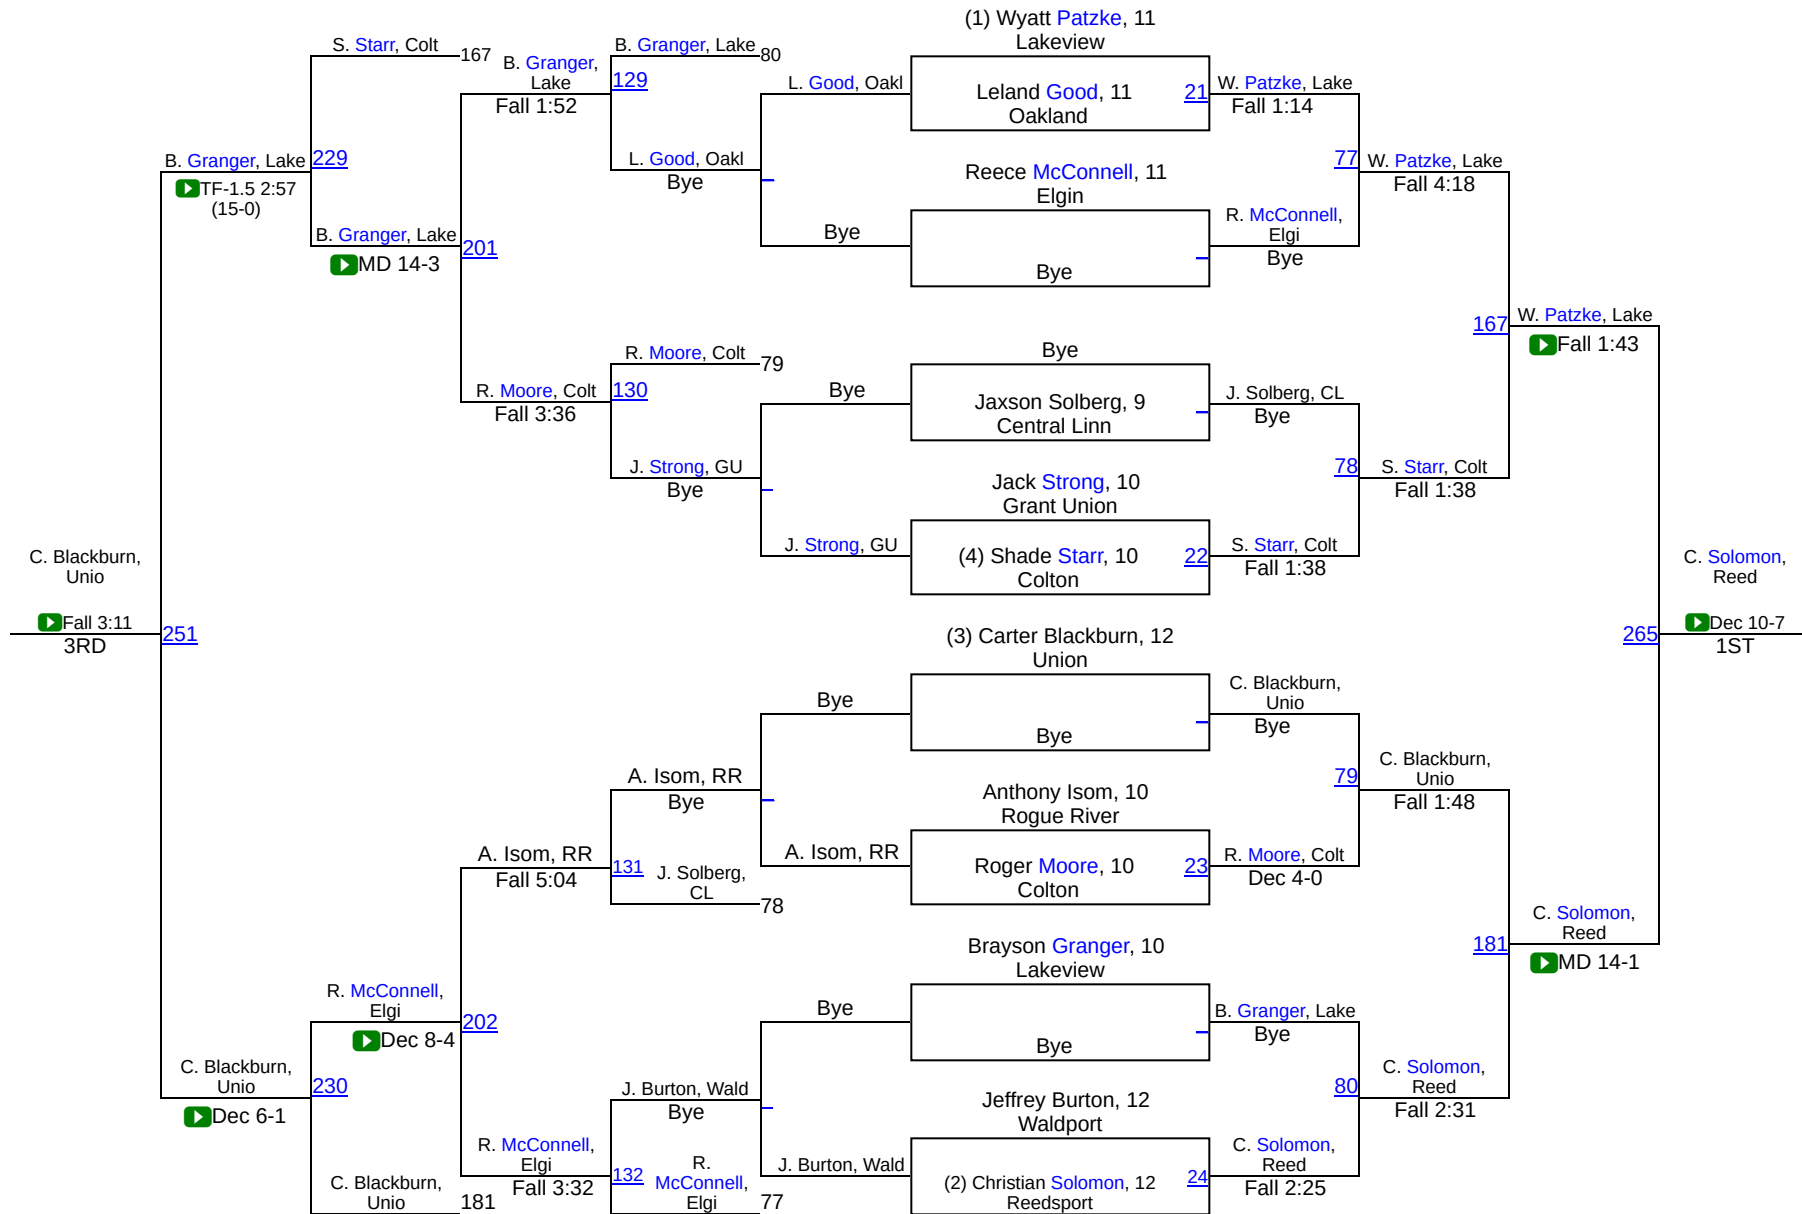 (1) Wyatt Patzke, 11
Lakeview
S. Starr, Colt
167
B. Granger,
Lake
Fall 1:52
B. Granger, Lake
80
129
L. Good, Oakl
Leland Good, 11
Oakland
21
W. Patzke, Lake
Fall 1:14
B. Granger, Lake
229
TF-1.5 2:57
(15-0)
L. Good, Oakl
Bye
Reece McConnell, 11
Elgin
77
W. Patzke, Lake
Fall 4:18
B. Granger, Lake
MD 14-3
201
Bye
Bye
R. McConnell,
Elgi
Bye
167
W. Patzke, Lake
Fall 1:43
R. Moore, Colt
79
Bye
R. Moore, Colt
Fall 3:36
130
Bye
Jaxson Solberg, 9
Central Linn
J. Solberg, CL
Bye
J. Strong, GU
Bye
Jack Strong, 10
Grant Union
78
S. Starr, Colt
Fall 1:38
J. Strong, GU
(4) Shade Starr, 10
Colton
22
S. Starr, Colt
Fall 1:38
C. Blackburn,
Unio
Fall 3:11
3RD
251
C. Solomon,
Reed
265
Dec 10-7
1ST
(3) Carter Blackburn, 12
Union
Bye
Bye
C. Blackburn,
Unio
Bye
A. Isom, RR
Bye
Anthony Isom, 10
Rogue River
79
C. Blackburn,
Unio
Fall 1:48
A. Isom, RR
Fall 5:04
131
J. Solberg,
CL
78
A. Isom, RR
Roger Moore, 10
Colton
23
R. Moore, Colt
Dec 4-0
181
C. Solomon,
Reed
MD 14-1
Brayson Granger, 10
Lakeview
R. McConnell,
Elgi
Dec 8-4
202
Bye
Bye
B. Granger, Lake
Bye
C. Blackburn,
Unio
Dec 6-1
230
J. Burton, Wald
Bye
Jeffrey Burton, 12
Waldport
80
C. Solomon,
Reed
Fall 2:31
C. Blackburn,
Unio
181
R. McConnell,
Elgi
Fall 3:32
132
R.
McConnell,
Elgi
77
J. Burton, Wald
(2) Christian Solomon, 12
Reedsport
24
C. Solomon,
Reed
Fall 2:25